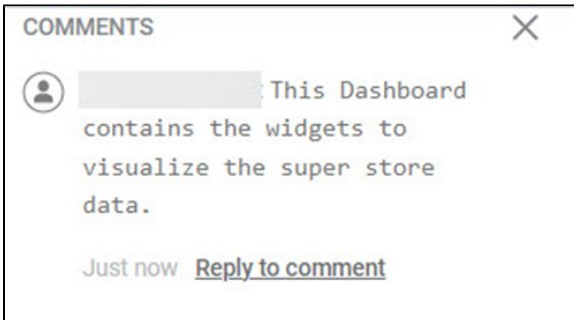 COMMENTS
This Dashboard
contains the widgets to
visualize the super store
data.
Just now Reply to comment